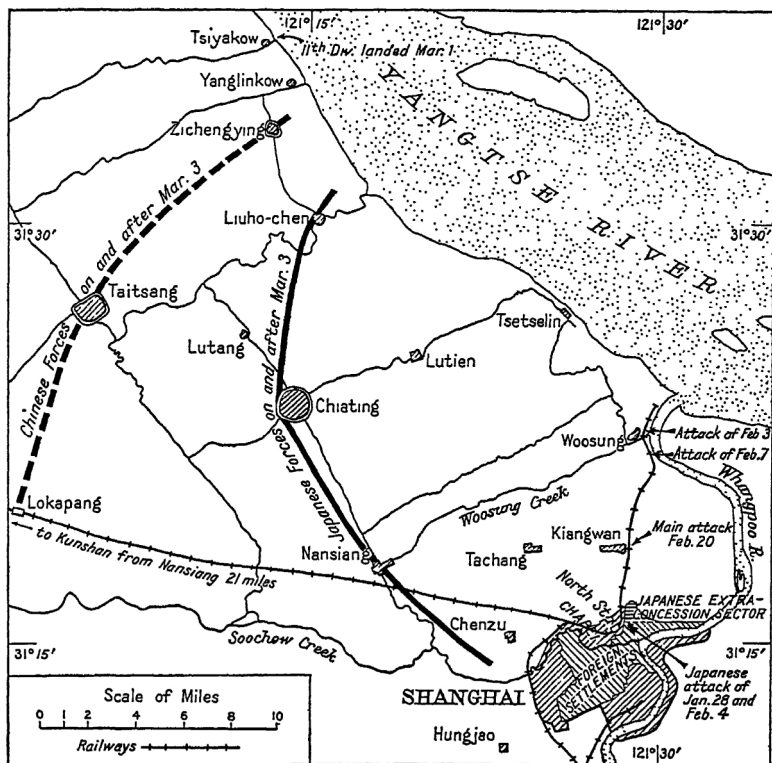 121° 15'
121° 30'
Tsiyakow
11th Div. landed Mar. 1
Yanglinkow
Zichengying
YANGTSE RIVER
Liuho-chen
31° 30'
31° 30'
Chinese Forces on and after Mar. 3
Japanese Forces on and after Mar. 3
Taitsang
Lutang
Tsetselin
Lutien
Chiating
Woosung
Attack of Feb 3
Attack of Feb. 7
Whangpoo R.
Lokapang
to Kunshan from Nansiang 21 miles
Woosung Creek
Nansiang
Tachang
Kiangwan
Main attack
Feb. 20
North St.
JAPANESE EXTRA-
CONCESSION SECTOR
Chenzu
Soochow Creek
31° 15'
31° 15'
FOREIGN
SETTLEMENTS
SHANGHAI
Japanese
attack of
Jan. 28 and
Feb. 4
Hungjao
121° 30'
Scale of Miles
0 2 4 6 8 10
Railways